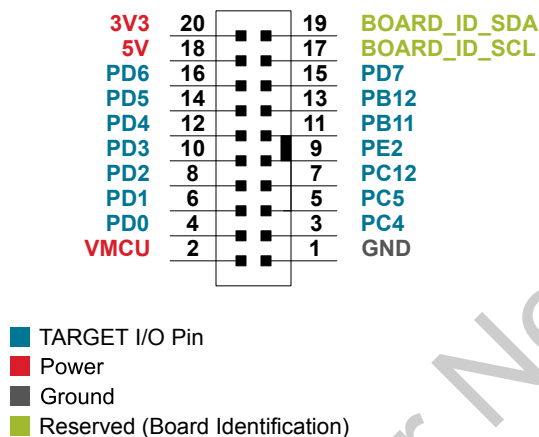 3V3 20 19 BOARD_ID_SDA
5V 18 17 BOARD_ID_SCL
PD6 16 15 PD7
PD5 14 13 PB12
PD4 12 11 PB11
PD3 10 9 PE2
PD2 8 7 PC12
PD1 6 5 PC5
PD0 4 3 PC4
VMCU 2 1 GND
TARGET I/O Pin
Power
Ground
Reserved (Board Identification)